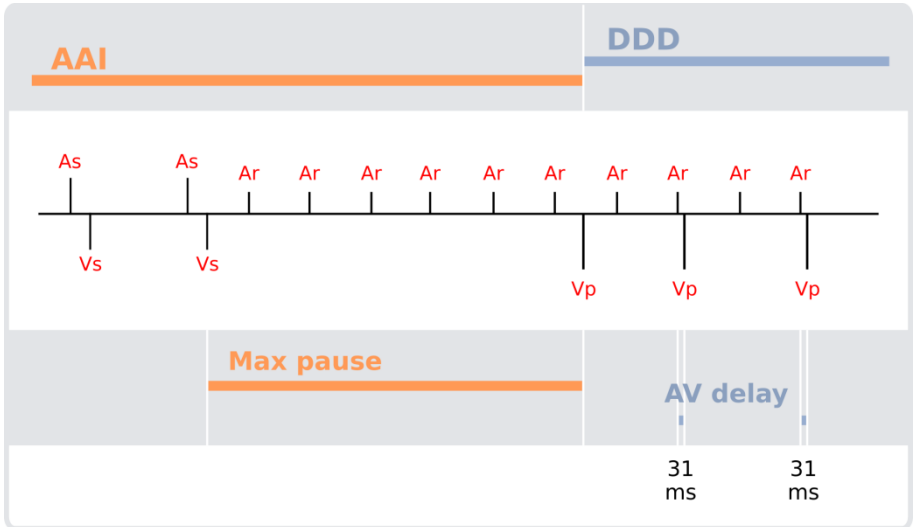 AAI
DDD
As As Ar Ar Ar Ar Ar Ar Ar Ar Ar Ar
Vs Vs
Vp Vp Vp
Max pause
AV delay
31 31
ms ms